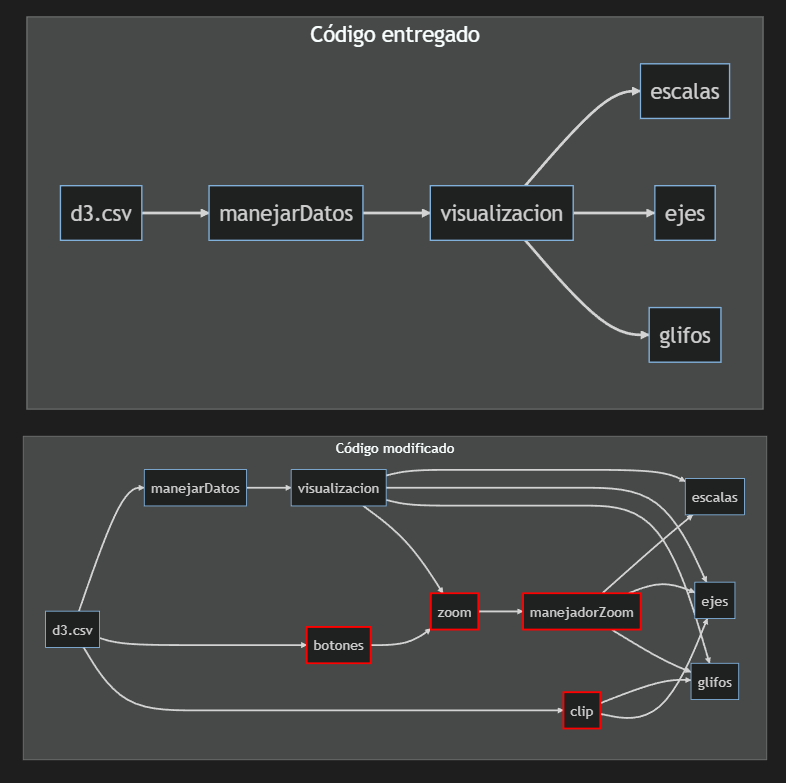 Código entregado
escalas
d3.csv
manejarDatos
visualizacion
ejes
glifos
Código modificado
manejarDatos
visualizacion
escalas
d3.csv
botones
zoom
manejadorZoom
ejes
glifos
clip